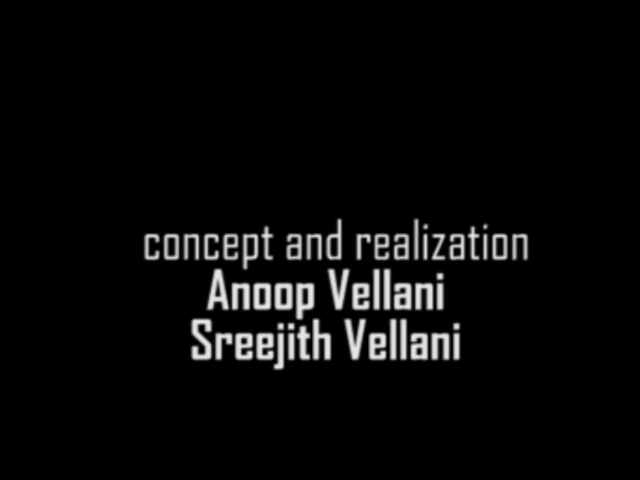 concept and realization
Anoop Vellani
Sreejith Vellani